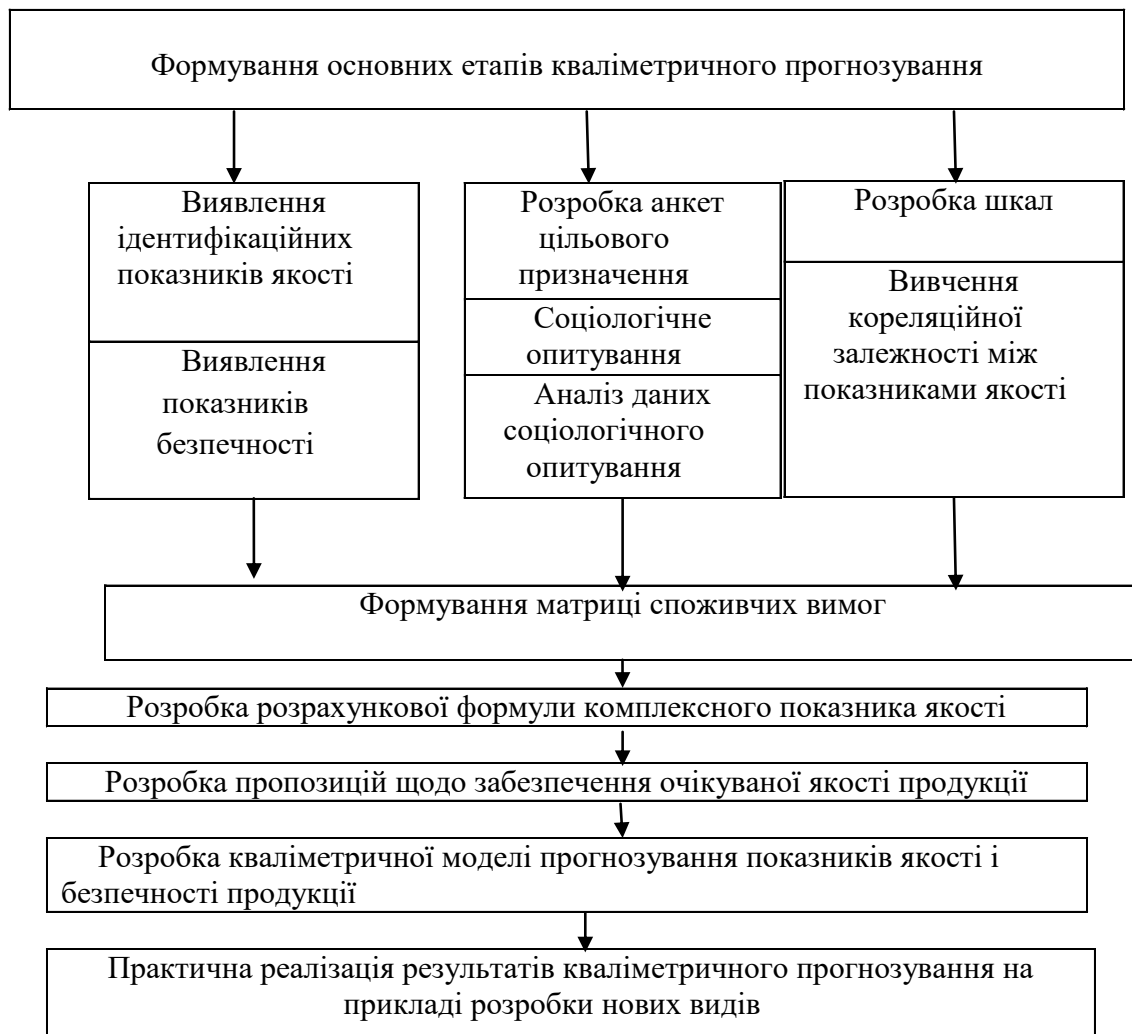 Формування основних етапів кваліметричного прогнозування
Виявлення
ідентифікаційних
показників якості
Виявлення
показників
безпечності
Розробка анкет
цільового
призначення
Соціологічне
опитування
Аналіз даних
соціологічного
опитування
Розробка шкал
Вивчення
кореляційної
залежності між
показниками якості
Формування матриці споживчих вимог
Розробка розрахункової формули комплексного показника якості
Розробка пропозицій щодо забезпечення очікуваної якості продукції
Розробка кваліметричної моделі прогнозування показників якості і
безпечності продукції
Практична реалізація результатів кваліметричного прогнозування на
прикладі розробки нових видів